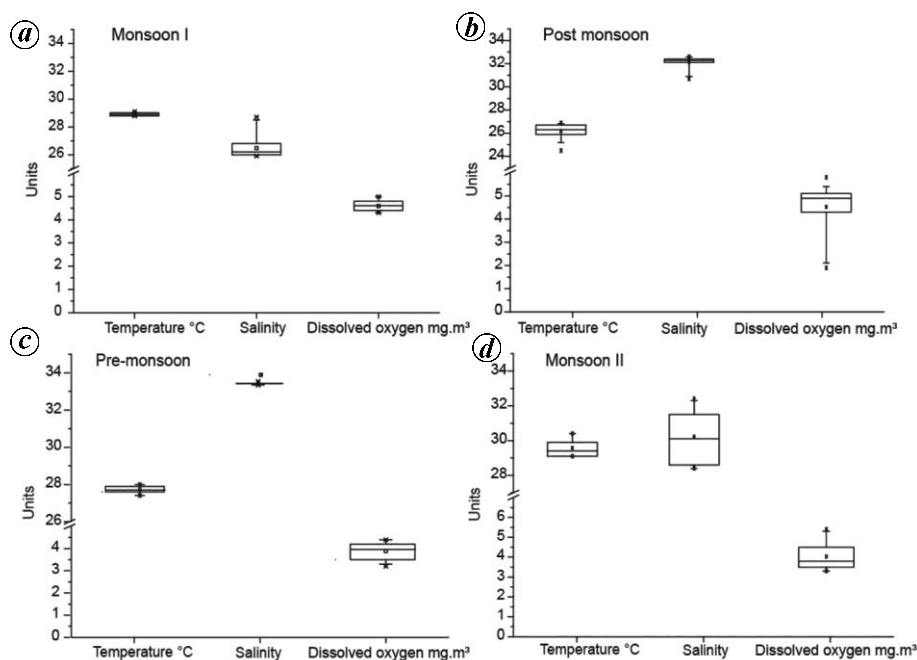 a
Monsoon I
34
32
30
28
26
5
4
3
2
1
0
Units
Temperature °C
Salinity
Dissolved oxygen mg.m³
b
Post monsoon
34
32
30
28
26
24
5
4
3
2
1
0
Units
Temperature °C
Salinity
Dissolved oxygen mg.m³
c
Pre-monsoon
34
32
30
28
26
4
3
2
1
0
Units
Temperature °C
Salinity
Dissolved oxygen mg.m³
d
Monsoon II
34
32
30
28
6
5
4
3
2
1
0
Units
Temperature °C
Salinity
Dissolved oxygen mg.m³